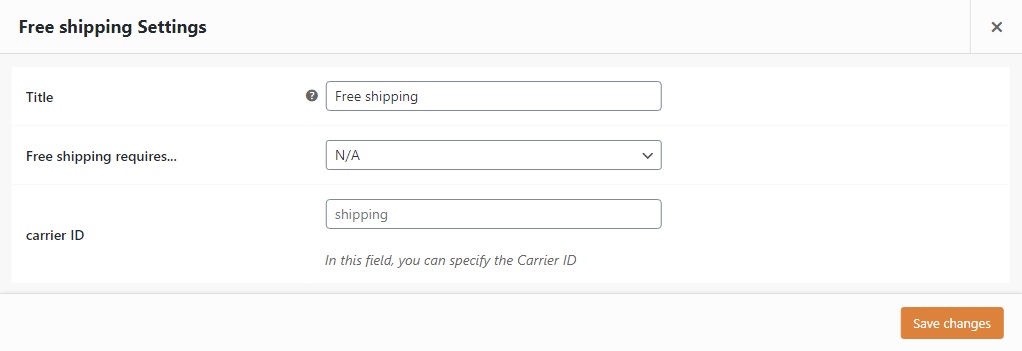 Free shipping Settings
Title
Free shipping
Free shipping requires...
N/A
carrier ID
shipping
In this field, you can specify the Carrier ID
Save changes